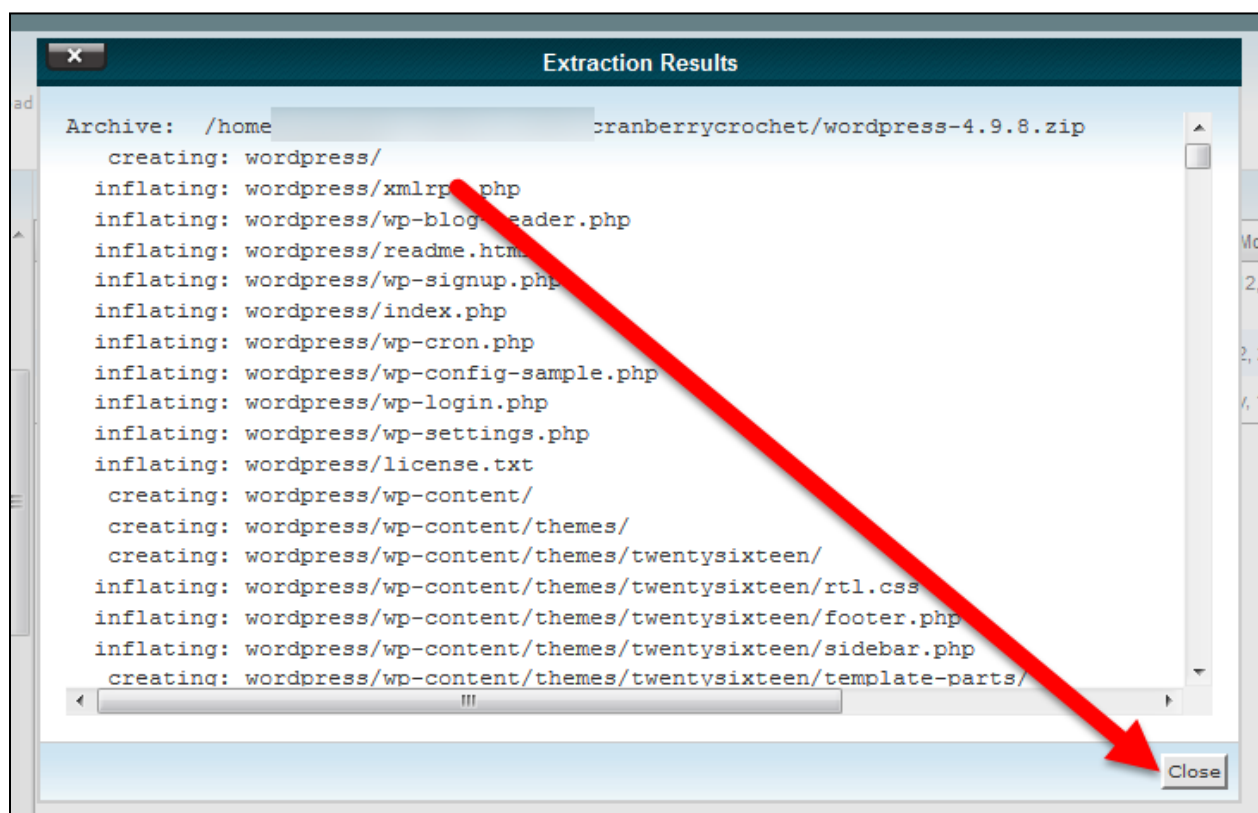 Extraction Results
ad
Archive: /home cranberrycrochet/wordpress-4.9.8.zip
creating: wordpress/
inflating: wordpress/xmlrp .php
inflating: wordpress/wp-blog- eader.php
inflating: wordpress/readme.htm
inflating: wordpress/wp-signup.php
inflating: wordpress/index.php
inflating: wordpress/wp-cron.php
inflating: wordpress/wp-config-sample.php
inflating: wordpress/wp-login.php
inflating: wordpress/wp-settings.php
inflating: wordpress/license.txt
creating: wordpress/wp-content/
creating: wordpress/wp-content/themes/
creating: wordpress/wp-content/themes/twentysixteen/
inflating: wordpress/wp-content/themes/twentysixteen/rtl.css
inflating: wordpress/wp-content/themes/twentysixteen/footer.php
inflating: wordpress/wp-content/themes/twentysixteen/sidebar.php
creating: wordpress/wp-content/themes/twentysixteen/template-parts/
Close